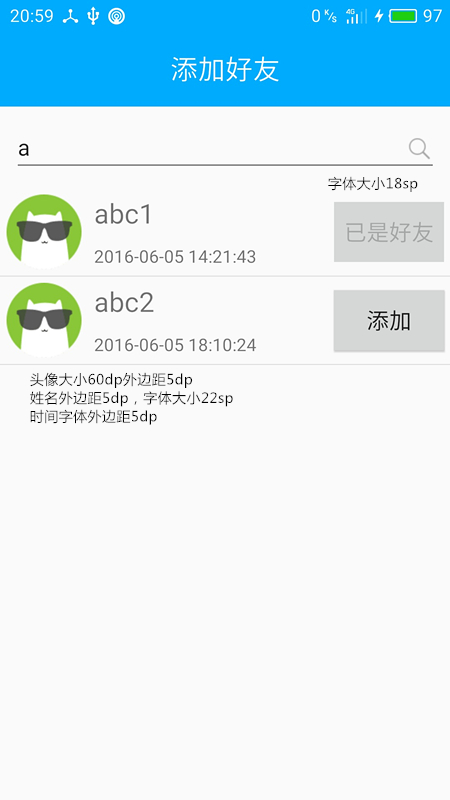 20:59 0 K/s 4G 97
添加好友
a
字体大小18sp
abc1
已是好友
2016-06-05 14:21:43
abc2
添加
2016-06-05 18:10:24
头像大小60dp外边距5dp
姓名外边距5dp，字体大小22sp
时间字体外边距5dp